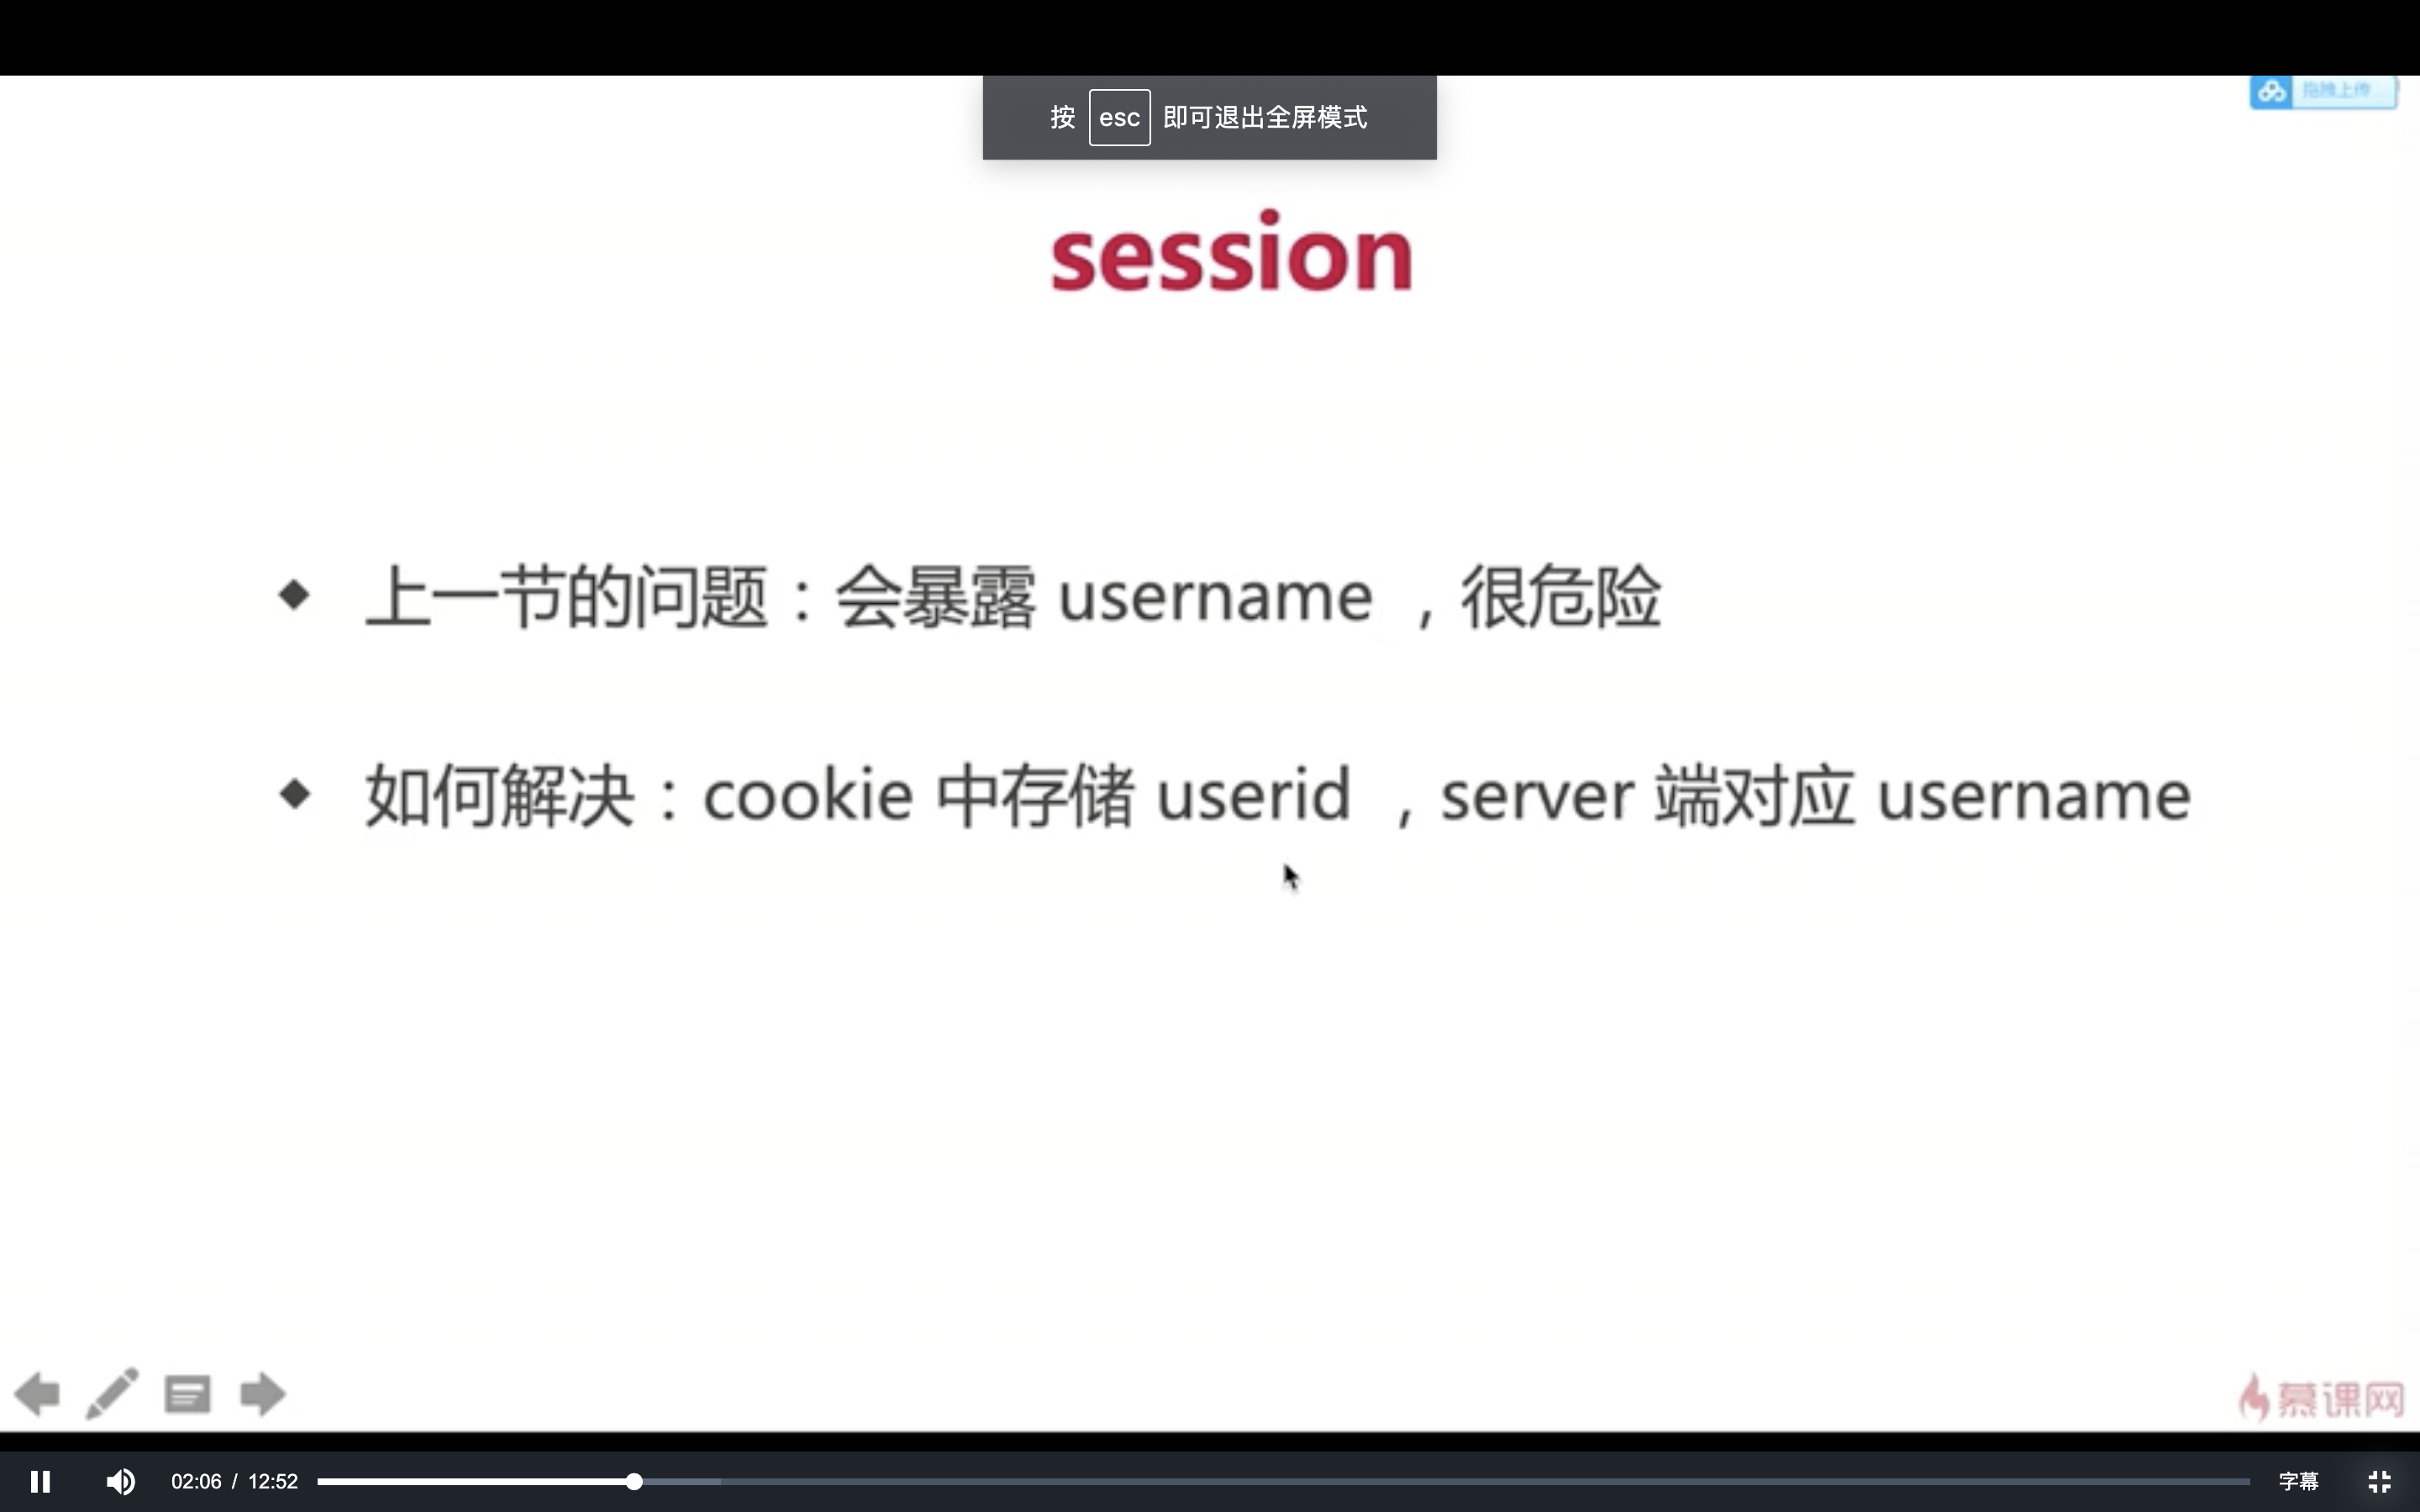 拖拽上传
按 esc 即可退出全屏模式
session
上一节的问题：会暴露 username ，很危险
如何解决：cookie 中存储 userid ，server 端对应 username
慕课网
02:06 / 12:52
字幕